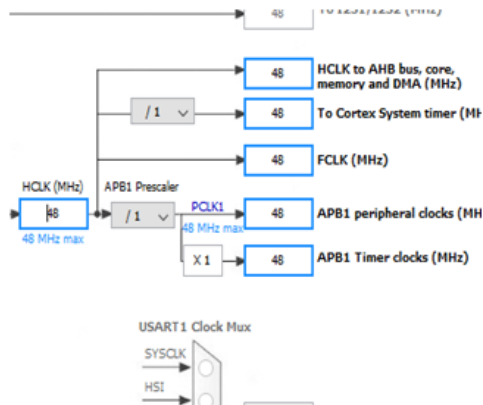 48
HCLK to AHB bus, core,
memory and DMA (MHz)
48
/ 1
48
To Cortex System timer (MH
48
FCLK (MHz)
HCLK (MHz)
APB1 Prescaler
48
/ 1
PCLK1
48
APB1 peripheral clocks (MH
48 MHz max
48 MHz max
X 1
48
APB1 Timer clocks (MHz)
USART1 Clock Mux
SYSCLK
HSI